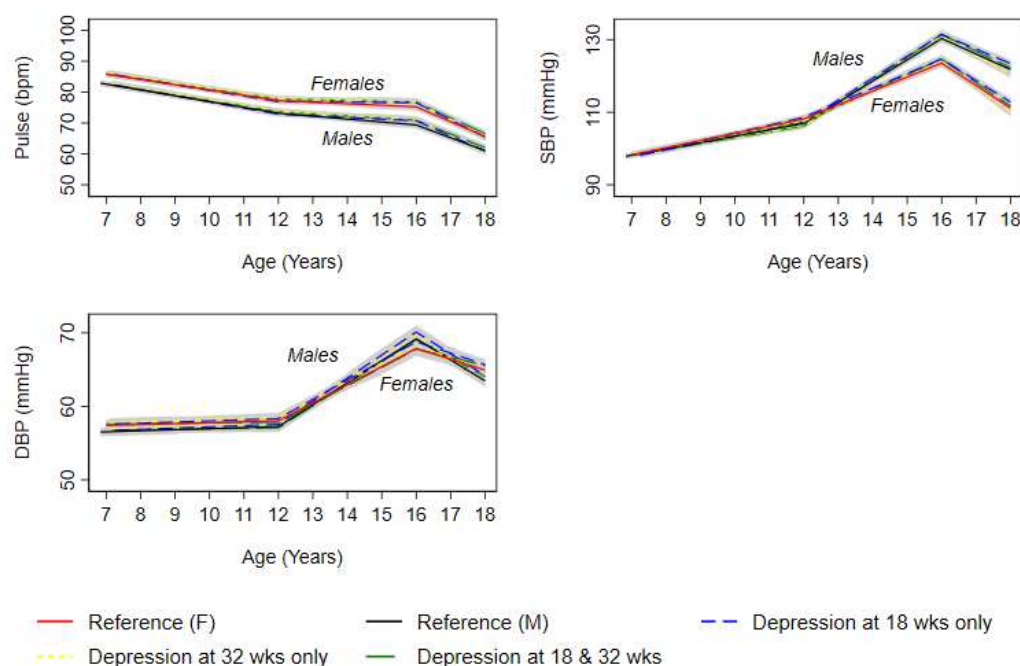 100
90
80
70
60
50
Pulse (bpm)
Females
Males
7 8 9 10 11 12 13 14 15 16 17 18
Age (Years)
130
110
90
SBP (mmHg)
Males
Females
7 8 9 10 11 12 13 14 15 16 17 18
Age (Years)
70
60
50
DBP (mmHg)
Males
Females
7 8 9 10 11 12 13 14 15 16 17 18
Age (Years)
Reference (F) Reference (M) Depression at 18 wks only
Depression at 32 wks only Depression at 18 & 32 wks